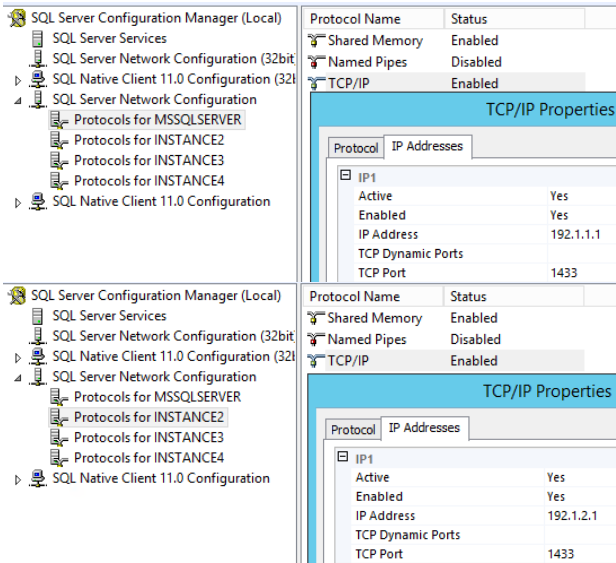 SQL Server Configuration Manager (Local)
SQL Server Services
SQL Server Network Configuration (32bit
SQL Native Client 11.0 Configuration (32b
SQL Server Network Configuration
Protocols for MSSQLSERVER
Protocols for INSTANCE2
Protocols for INSTANCE3
Protocols for INSTANCE4
SQL Native Client 11.0 Configuration
Protocol Name Status
Shared Memory Enabled
Named Pipes Disabled
TCP/IP Enabled
TCP/IP Properties
Protocol IP Addresses
IP1
Active Yes
Enabled Yes
IP Address 192.1.1.1
TCP Dynamic Ports
TCP Port 1433
SQL Server Configuration Manager (Local)
SQL Server Services
SQL Server Network Configuration (32bit
SQL Native Client 11.0 Configuration (32b
SQL Server Network Configuration
Protocols for MSSQLSERVER
Protocols for INSTANCE2
Protocols for INSTANCE3
Protocols for INSTANCE4
SQL Native Client 11.0 Configuration
Protocol Name Status
Shared Memory Enabled
Named Pipes Disabled
TCP/IP Enabled
TCP/IP Properties
Protocol IP Addresses
IP1
Active Yes
Enabled Yes
IP Address 192.1.2.1
TCP Dynamic Ports
TCP Port 1433